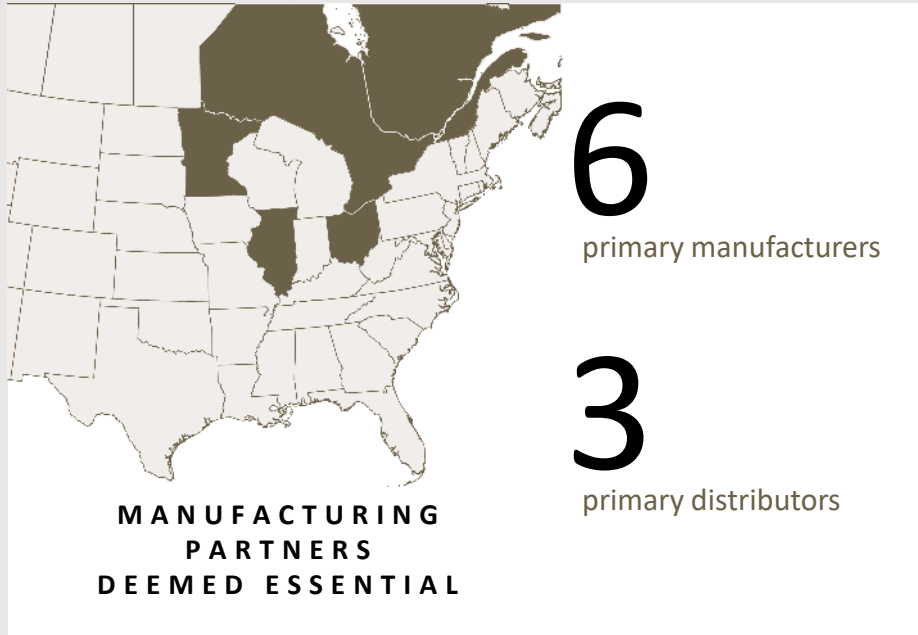 6
primary manufacturers
3
primary distributors
MANUFACTURING
PARTNERS
DEEMED ESSENTIAL